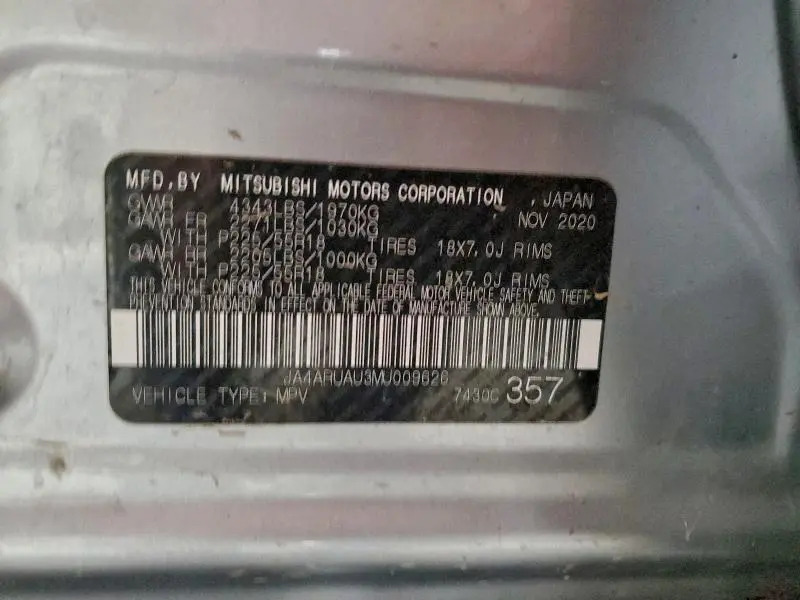 MFD.BY MITSUBISHI MOTORS CORPORATION , JAPAN
GVWR 4343LBS/1970KG NOV 2020
GAWR FR 2271LBS/1030KG
WITH P225/55R18 TIRES 18X7.0J RIMS
GAWR RR 2205LBS/1000KG
WITH P225/55R18 TIRES 18X7.0J RIMS
THIS VEHICLE CONFORMS TO ALL APPLICABLE FEDERAL MOTOR VEHICLE SAFETY AND THEFT
PREVENTION STANDARDS IN EFFECT ON THE DATE OF MANUFACTURE SHOWN ABOVE.
JA4ARUAU3MU009626
VEHICLE TYPE: MPV 7430C 357